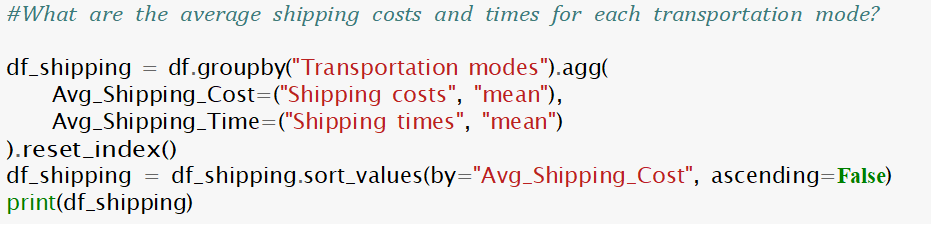 #What are the average shipping costs and times for each transportation mode?
df_shipping = df.groupby("Transportation modes").agg(
    Avg_Shipping_Cost=("Shipping costs", "mean"),
    Avg_Shipping_Time=("Shipping times", "mean")
).reset_index()
df_shipping = df_shipping.sort_values(by="Avg_Shipping_Cost", ascending=False)
print(df_shipping)